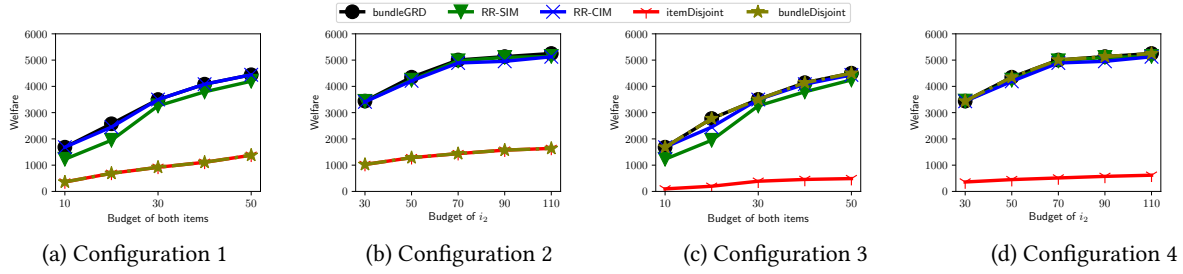 bundleGRD RR-SIM RR-CIM itemDisjoint bundleDisjoint
Welfare
6000
5000
4000
3000
2000
1000
0
10 30 50
Budget of both items
(a) Configuration 1
Welfare
6000
5000
4000
3000
2000
1000
0
30 50 70 90 110
Budget of i₂
(b) Configuration 2
Welfare
6000
5000
4000
3000
2000
1000
0
10 30 50
Budget of both items
(c) Configuration 3
Welfare
6000
5000
4000
3000
2000
1000
0
30 50 70 90 110
Budget of i₂
(d) Configuration 4